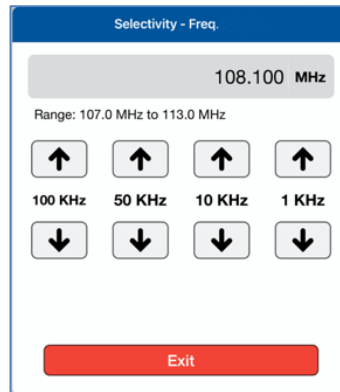 Selectivity - Freq.
108.100 MHz
Range: 107.0 MHz to 113.0 MHz
100 KHz 50 KHz 10 KHz 1 KHz
Exit